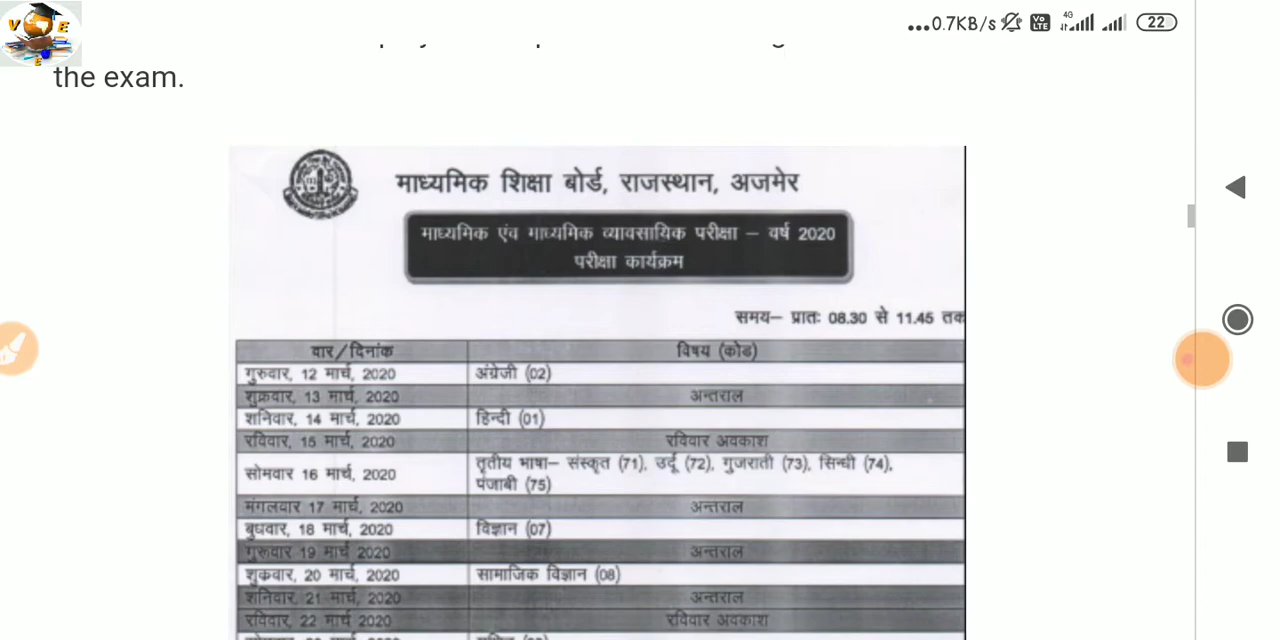 V E
E
...0.7KB/s Vo LTE 4G 22
the exam.
माध्यमिक शिक्षा बोर्ड, राजस्थान, अजमेर
माध्यमिक एंव माध्यमिक व्यावसायिक परीक्षा – वर्ष 2020
परीक्षा कार्यक्रम
समय– प्रातः 08.30 से 11.45 तक
वार/दिनांक विषय (कोड)
गुरुवार, 12 मार्च, 2020 अंग्रेजी (02)
शुक्रवार, 13 मार्च, 2020 अन्तराल
शनिवार, 14 मार्च, 2020 हिन्दी (01)
रविवार, 15 मार्च, 2020 रविवार अवकाश
सोमवार 16 मार्च, 2020 तृतीय भाषा– संस्कृत (71), उर्दू (72), गुजराती (73), सिन्धी (74),
पंजाबी (75)
मंगलवार 17 मार्च, 2020 अन्तराल
बुधवार, 18 मार्च, 2020 विज्ञान (07)
गुरूवार 19 मार्च 2020 अन्तराल
शुकवार, 20 मार्च, 2020 सामाजिक विज्ञान (08)
शनिवार, 21 मार्च, 2020 अन्तराल
रविवार, 22 मार्च, 2020 रविवार अवकाश